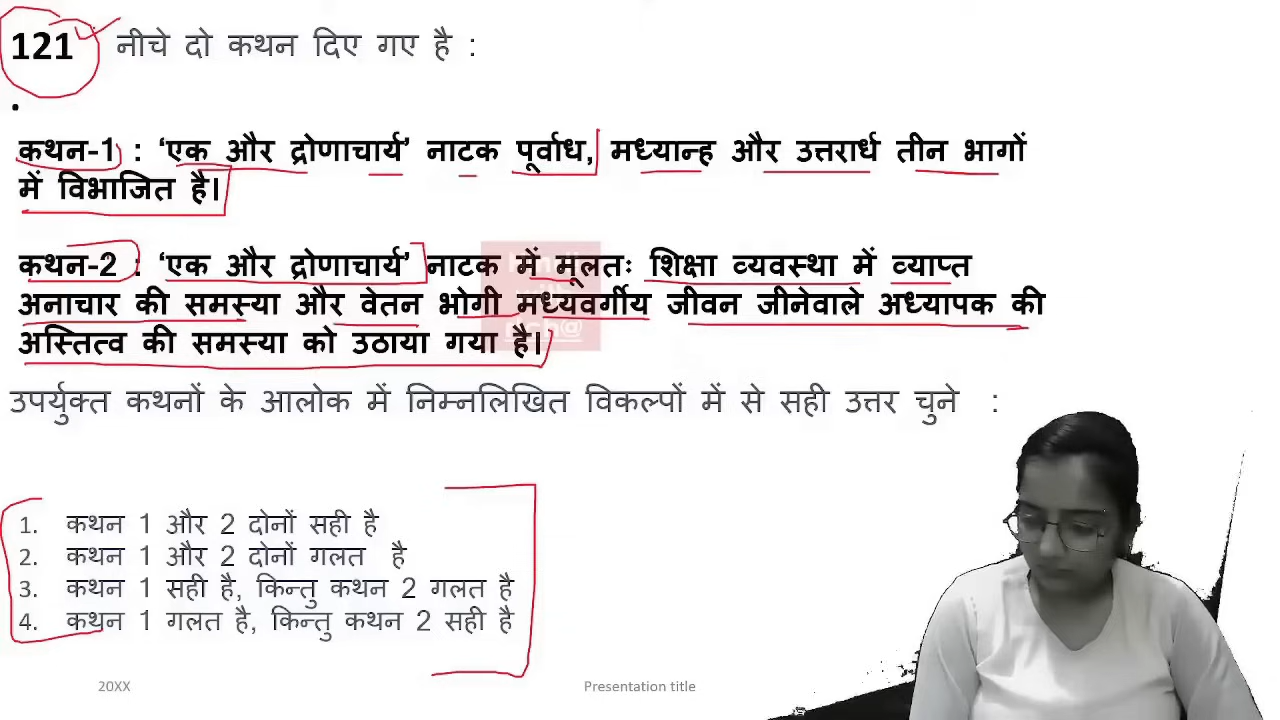 121 नीचे दो कथन दिए गए है :
.
कथन-1 : ‘एक और द्रोणाचार्य’ नाटक पूर्वाध, मध्यान्ह और उत्तरार्ध तीन भागों
में विभाजित है।
कथन-2 : ‘एक और द्रोणाचार्य’ नाटक में मूलतः शिक्षा व्यवस्था में व्याप्त
अनाचार की समस्या और वेतन भोगी मध्यवर्गीय जीवन जीनेवाले अध्यापक की
अस्तित्व की समस्या को उठाया गया है।
उपर्युक्त कथनों के आलोक में निम्नलिखित विकल्पों में से सही उत्तर चुने :
1. कथन 1 और 2 दोनों सही है
2. कथन 1 और 2 दोनों गलत है
3. कथन 1 सही है, किन्तु कथन 2 गलत है
4. कथन 1 गलत है, किन्तु कथन 2 सही है
20XX Presentation title